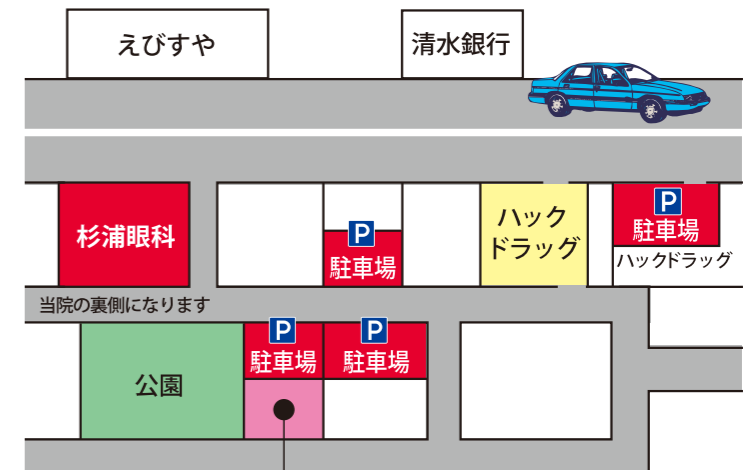 えびすや
清水銀行
杉浦眼科
P
駐車場
ハック
ドラッグ
P
駐車場
ハックドラッグ
当院の裏側になります
公園
P
駐車場
P
駐車場